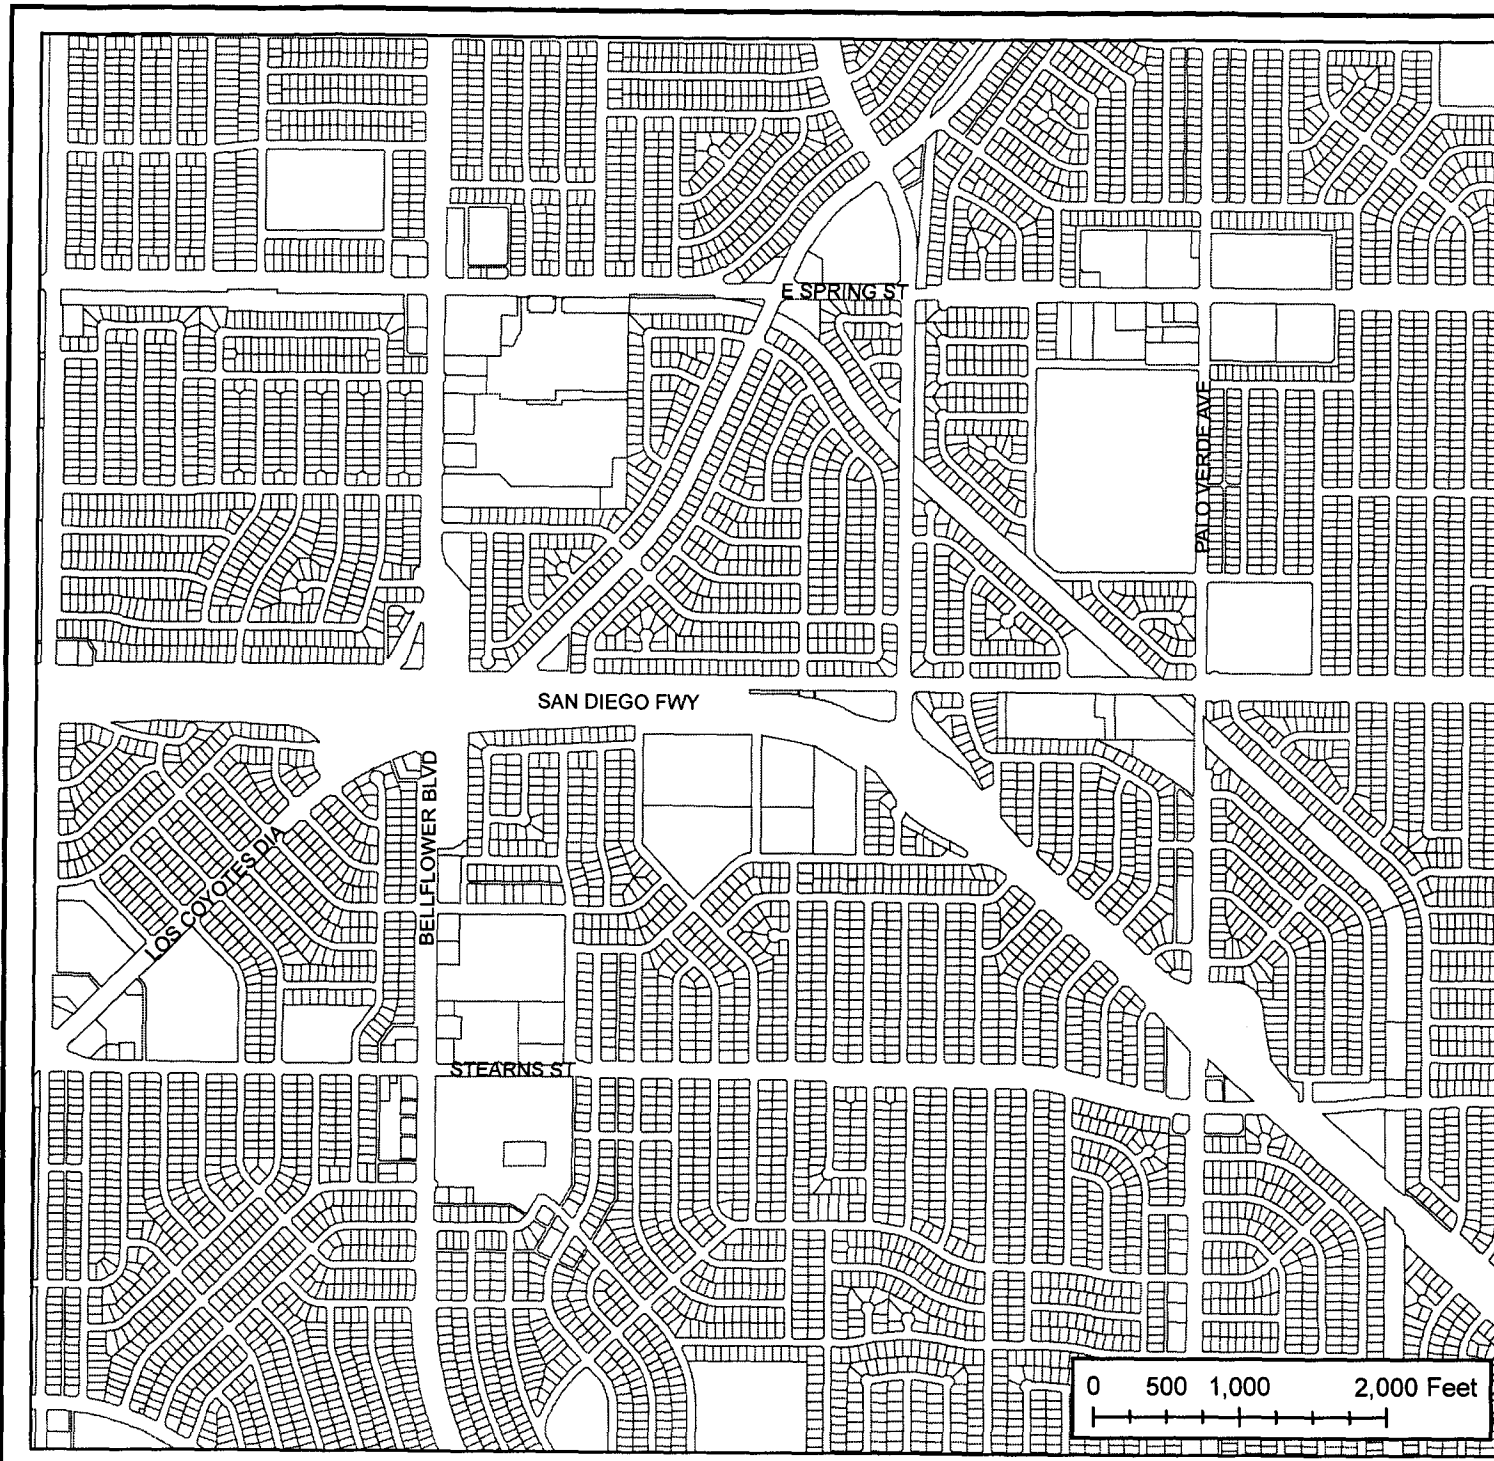 E SPRING ST
PALO VERDE AVE
SAN DIEGO FWY
BELLFLOWER BLVD
LOS COYOTES DIA
STEARNS ST
0 500 1,000 2,000 Feet